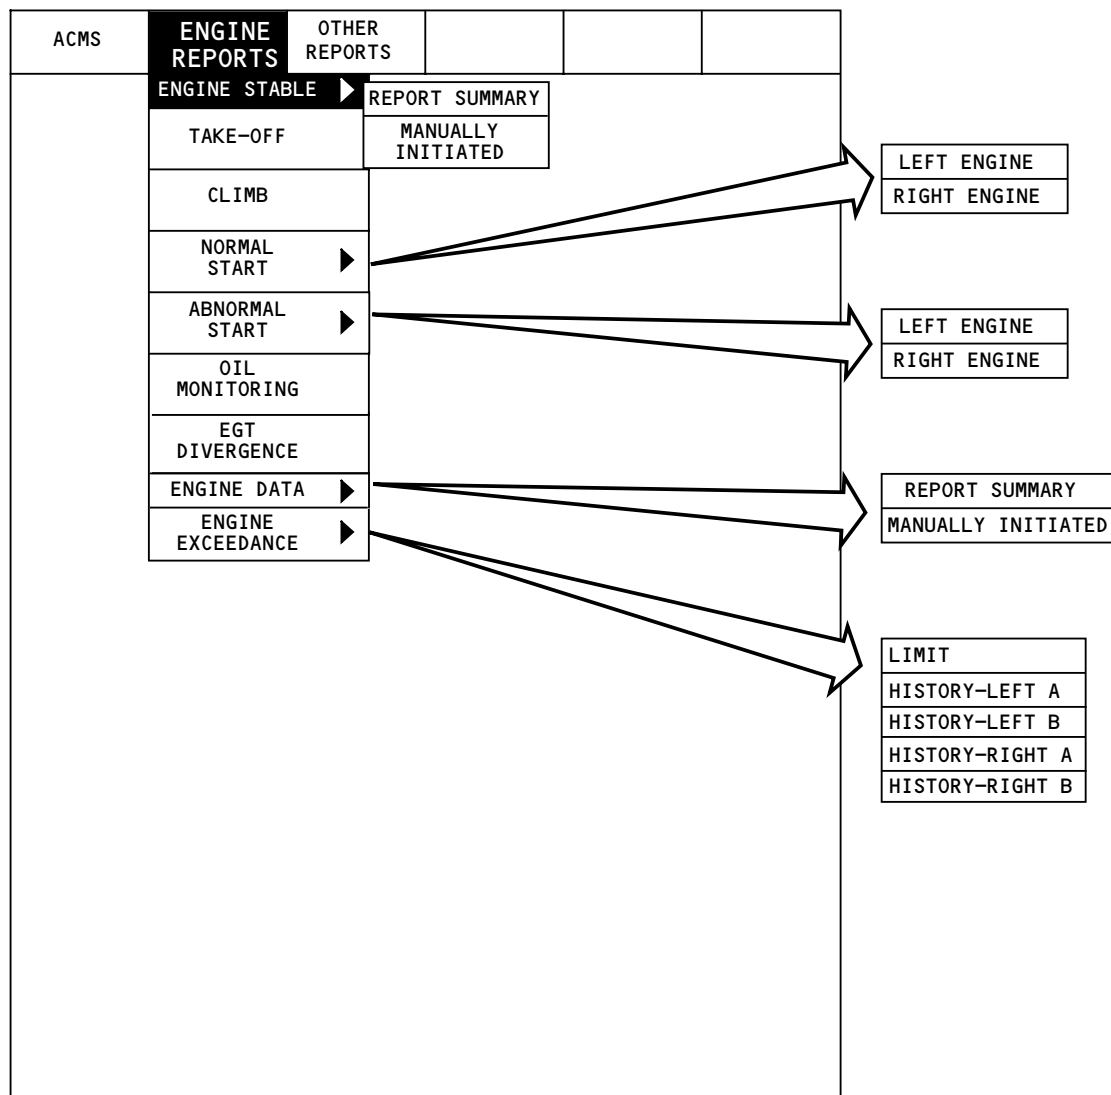 ACMS
ENGINE
REPORTS
OTHER
REPORTS
ENGINE STABLE
REPORT SUMMARY
MANUALLY
INITIATED
TAKE-OFF
CLIMB
NORMAL
START
LEFT ENGINE
RIGHT ENGINE
ABNORMAL
START
LEFT ENGINE
RIGHT ENGINE
OIL
MONITORING
EGT
DIVERGENCE
ENGINE DATA
REPORT SUMMARY
MANUALLY INITIATED
ENGINE
EXCEEDANCE
LIMIT
HISTORY-LEFT A
HISTORY-LEFT B
HISTORY-RIGHT A
HISTORY-RIGHT B